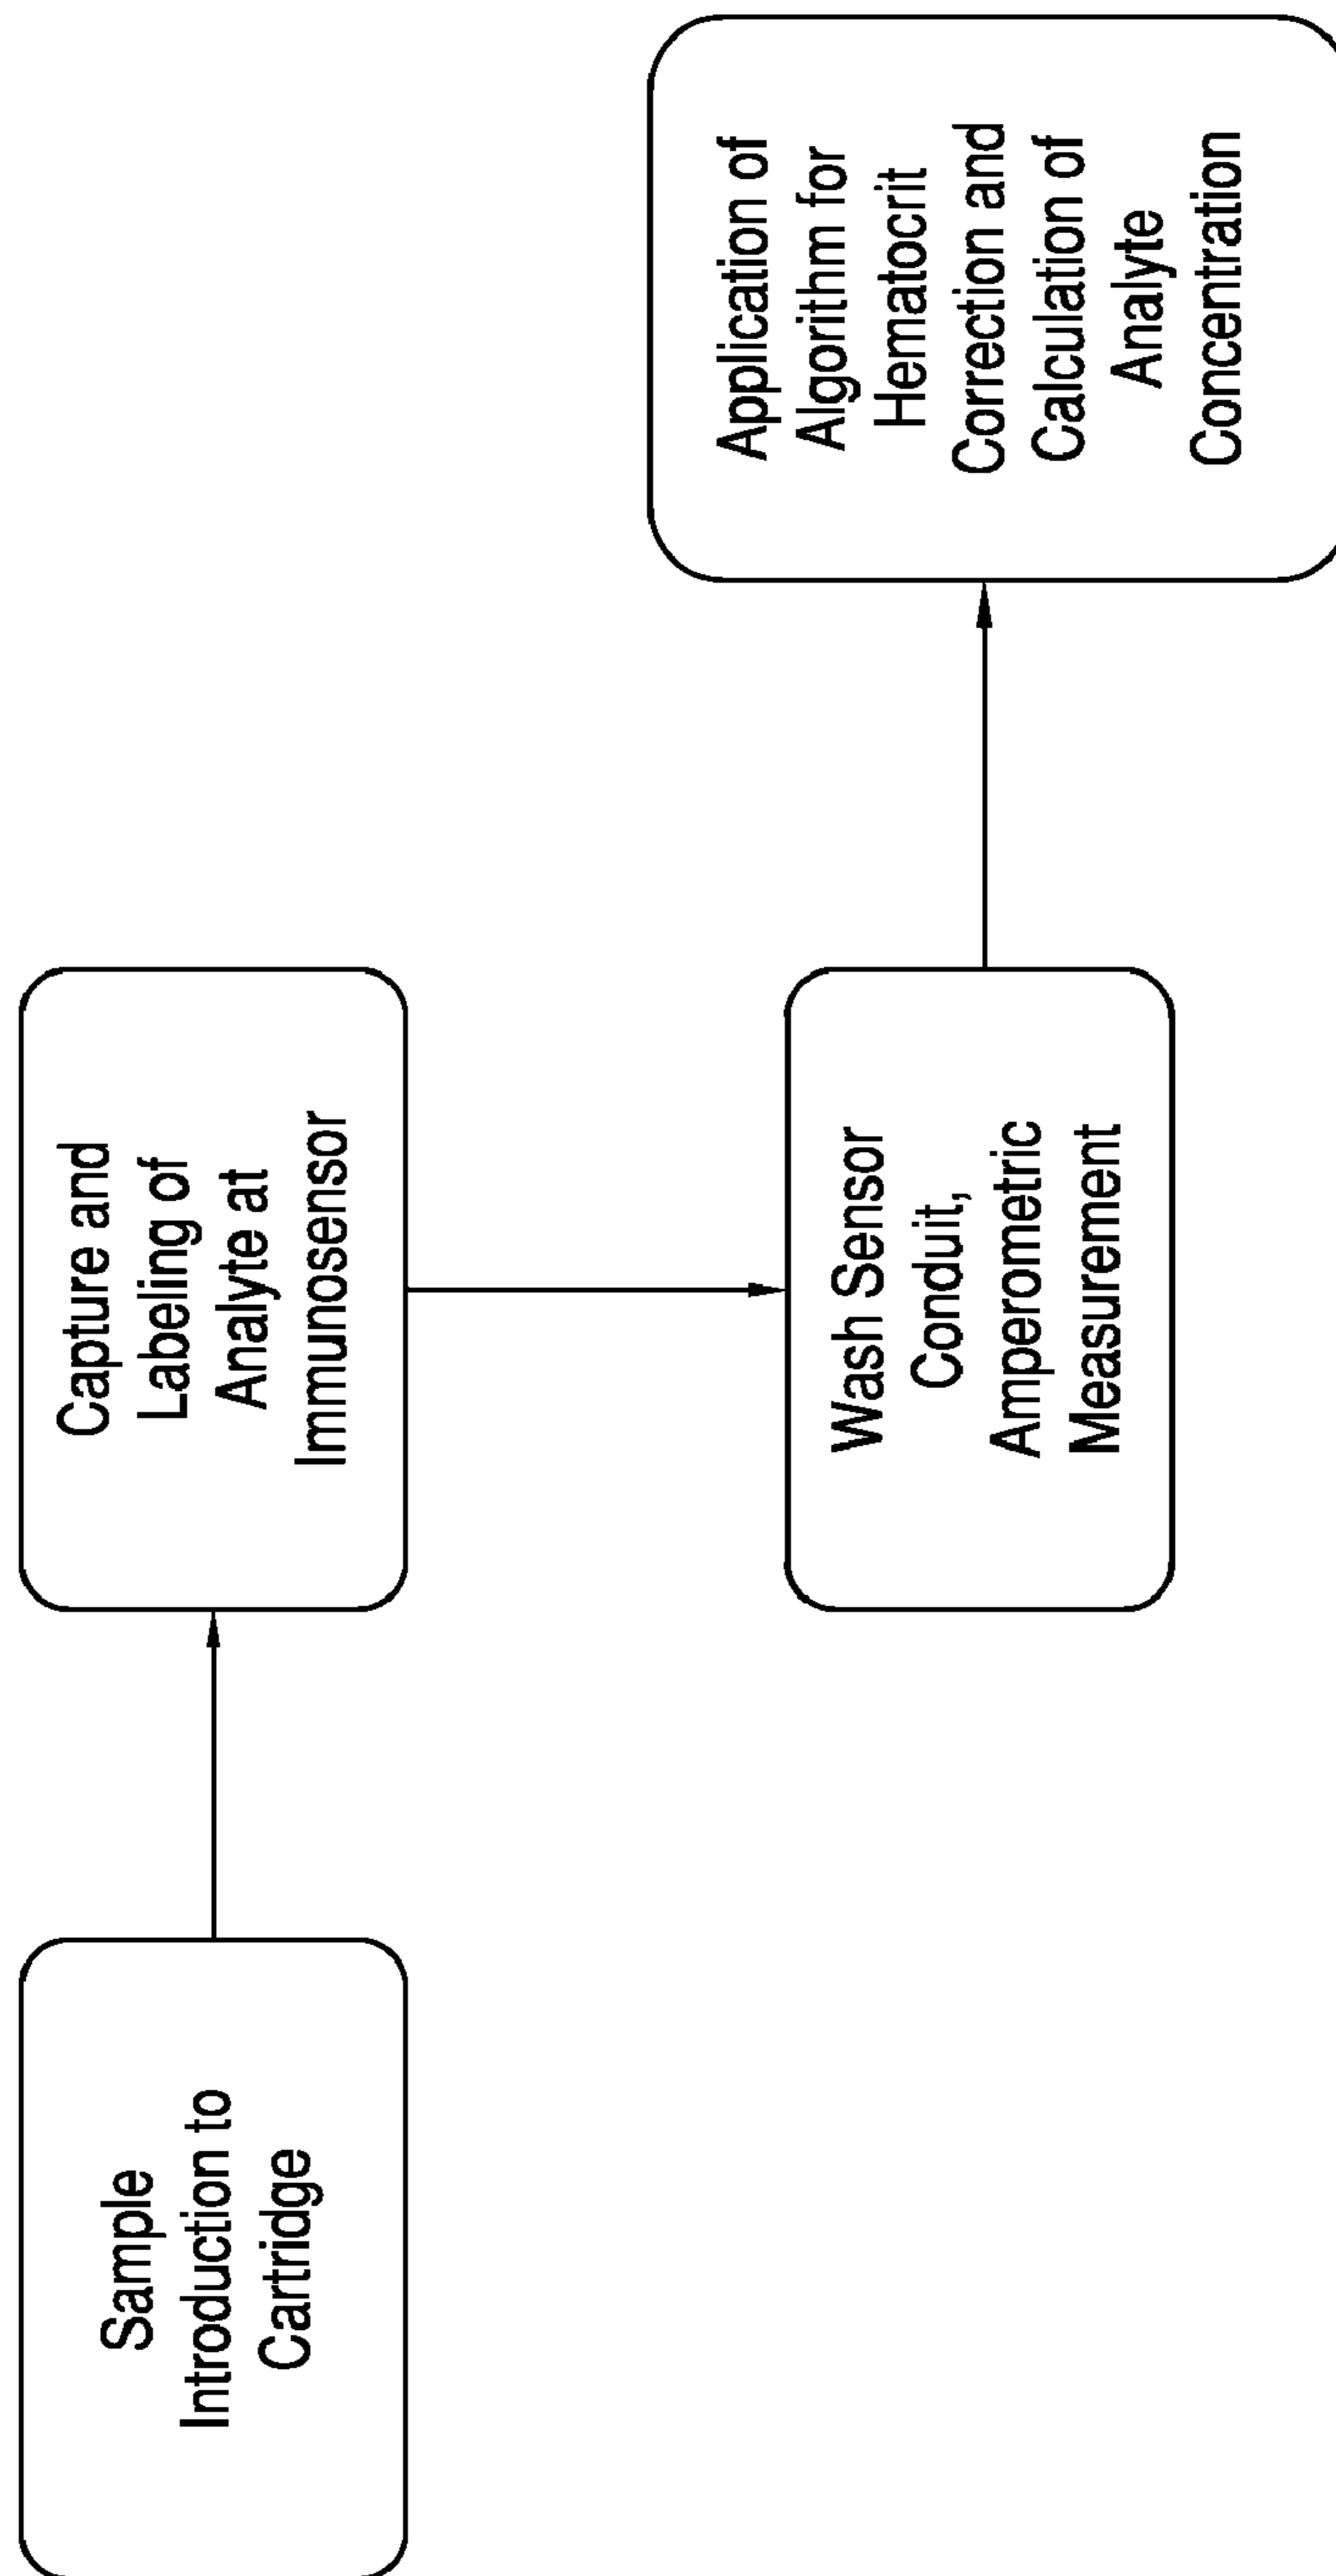 Sample
Introduction to
Cartridge
Capture and
Labeling of
Analyte at
Immunosensor
Wash Sensor
Conduit,
Amperometric
Measurement
Application of
Algorithm for
Hematocrit
Correction and
Calculation of
Analyte
Concentration